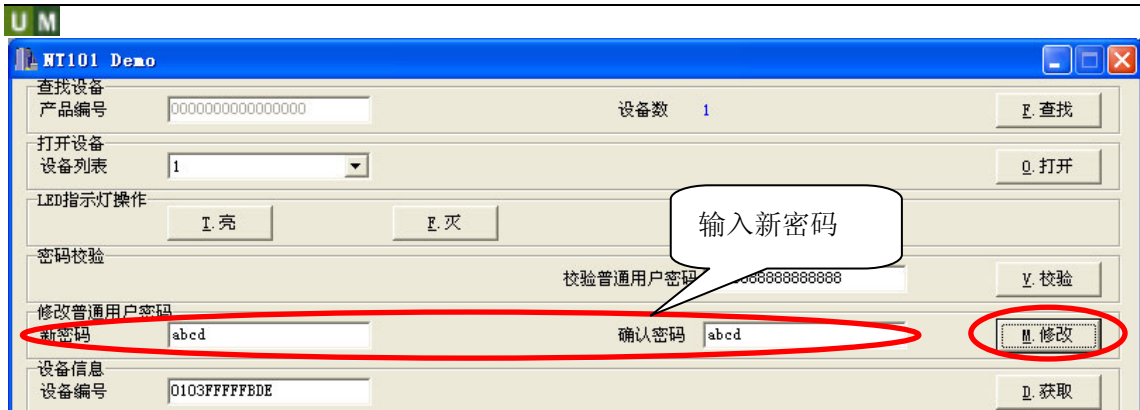 U M
NT101 Demo
查找设备
产品编号 0000000000000000 设备数 1 F.查找
打开设备
设备列表 1 O.打开
LED指示灯操作
T.亮 E.灭
输入新密码
密码校验
校验普通用户密码 888888888888 V.校验
修改普通用户密码
新密码 abcd 确认密码 abcd M.修改
设备信息
设备编号 0103FFFFFBDE D.获取